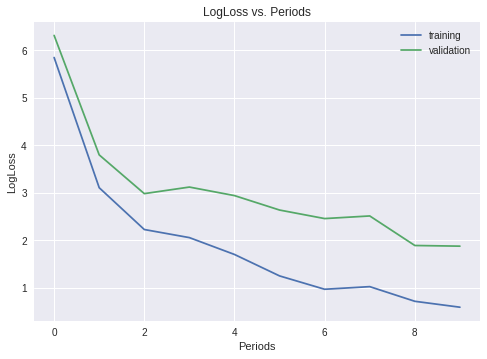 LogLoss vs. Periods
training
validation
LogLoss
6
5
4
3
2
1
0 2 4 6 8
Periods